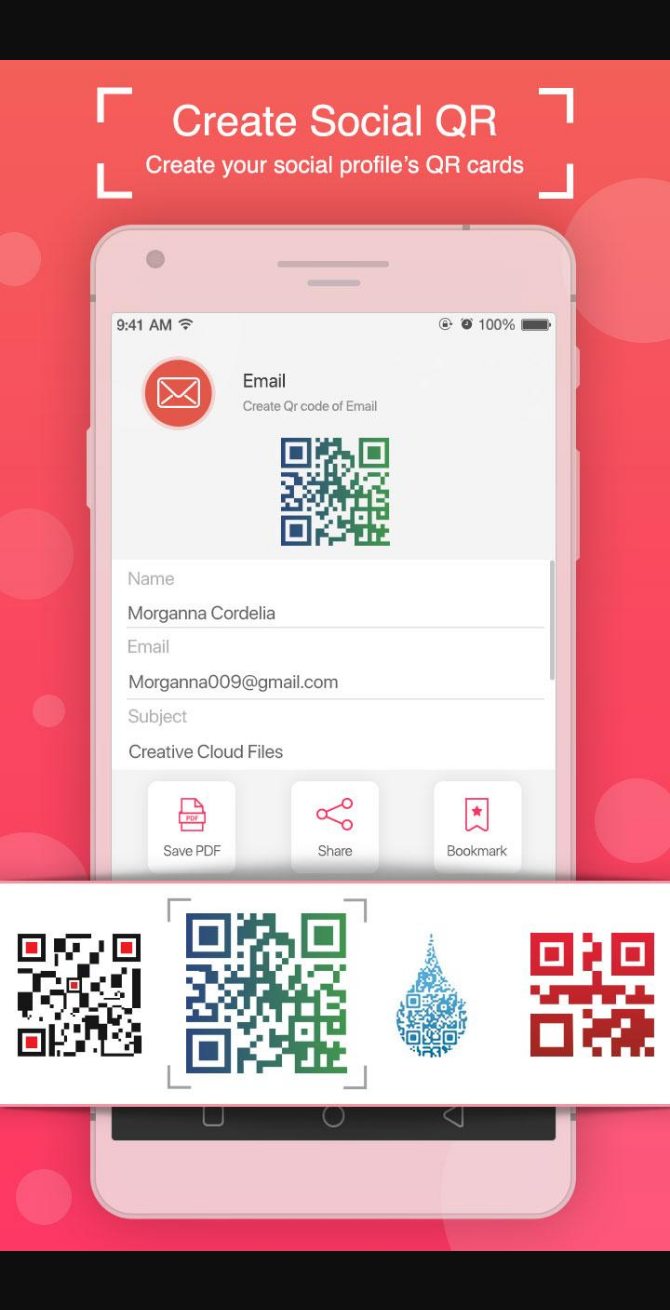 Create Social QR
Create your social profile's QR cards
9:41 AM
100%
Email
Create Qr code of Email
Name
Morganna Cordelia
Email
Morganna009@gmail.com
Subject
Creative Cloud Files
PDF
Save PDF
Share
Bookmark